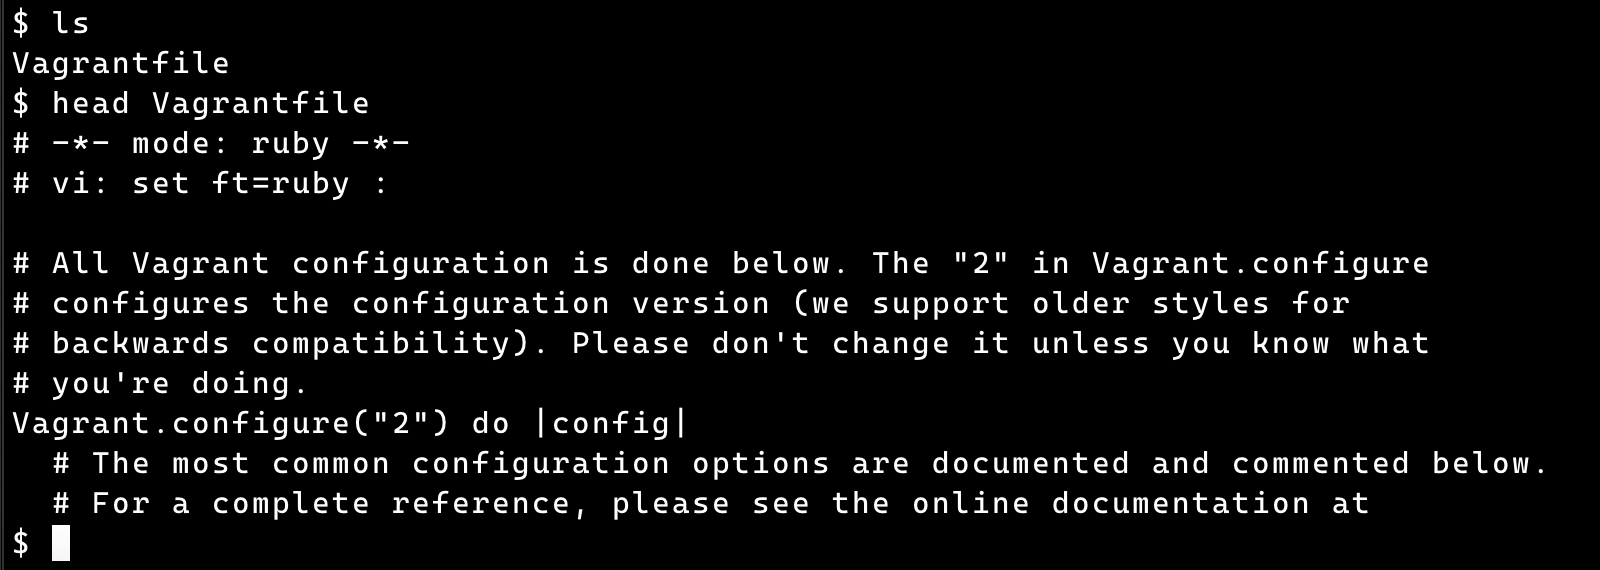 $ ls
Vagrantfile
$ head Vagrantfile
# -*- mode: ruby -*-
# vi: set ft=ruby :

# All Vagrant configuration is done below. The "2" in Vagrant.configure
# configures the configuration version (we support older styles for
# backwards compatibility). Please don't change it unless you know what
# you're doing.
Vagrant.configure("2") do |config|
  # The most common configuration options are documented and commented below.
  # For a complete reference, please see the online documentation at
$